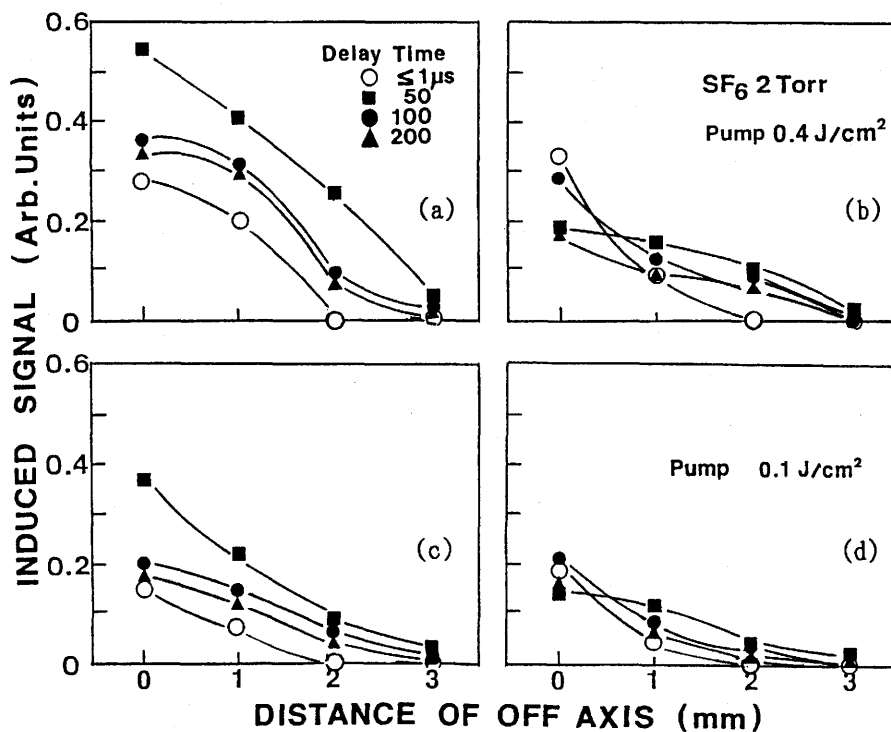 0.6
0.4
0.2
0
INDUCED SIGNAL (Arb.Units)
Delay Time
≤1μs
50
100
200
(a)
SF6 2 Torr
Pump 0.4 J/cm²
(b)
0.6
0.4
0.2
0
(c)
Pump 0.1 J/cm²
(d)
0 1 2 3
0 1 2 3
DISTANCE OF OFF AXIS (mm)